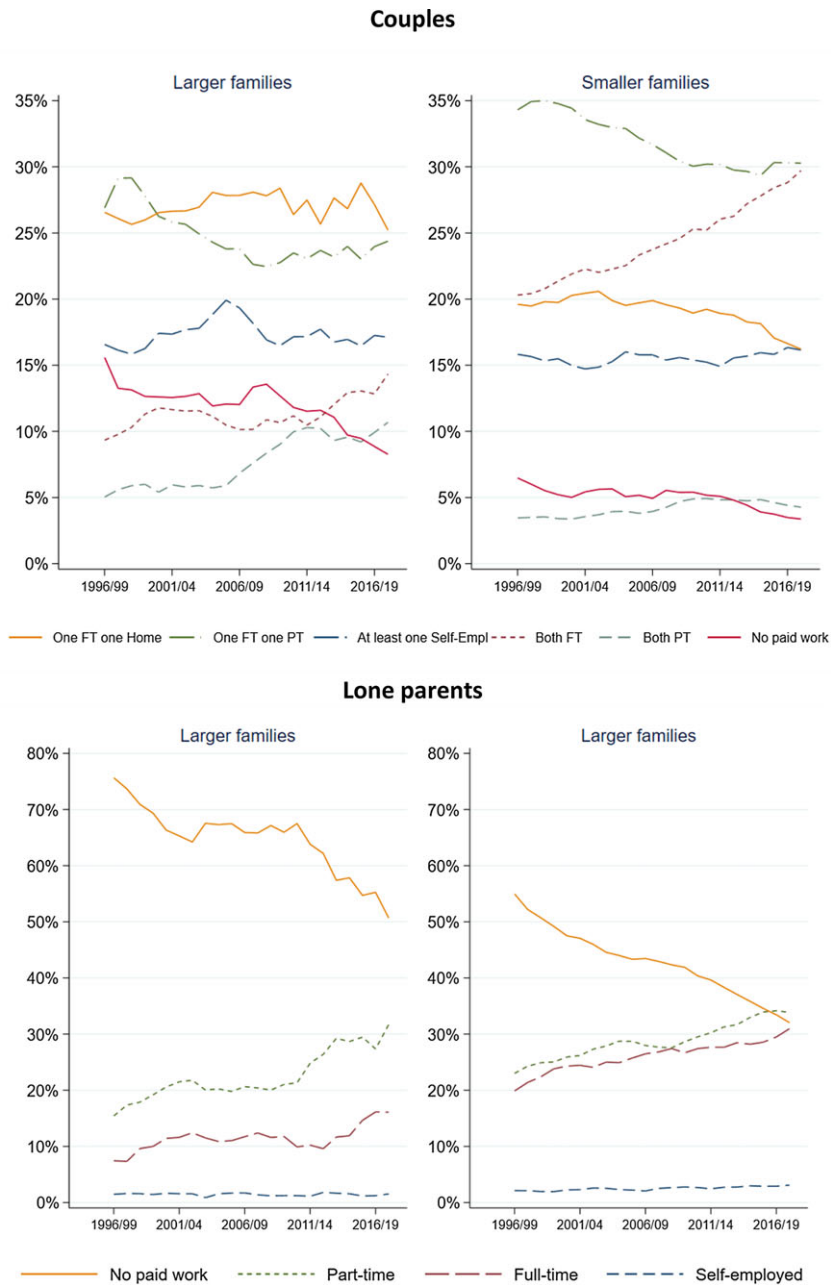 Couples
Larger families
Smaller families
35%
30%
25%
20%
15%
10%
5%
0%
1996/99 2001/04 2006/09 2011/14 2016/19
35%
30%
25%
20%
15%
10%
5%
0%
1996/99 2001/04 2006/09 2011/14 2016/19
One FT one Home One FT one PT At least one Self-Empl Both FT Both PT No paid work
Lone parents
Larger families
Larger families
80%
70%
60%
50%
40%
30%
20%
10%
0%
1996/99 2001/04 2006/09 2011/14 2016/19
80%
70%
60%
50%
40%
30%
20%
10%
0%
1996/99 2001/04 2006/09 2011/14 2016/19
No paid work Part-time Full-time Self-employed